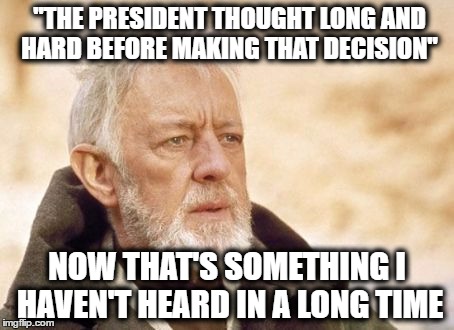 "THE PRESIDENT THOUGHT LONG AND
HARD BEFORE MAKING THAT DECISION"
NOW THAT'S SOMETHING I
HAVEN'T HEARD IN A LONG TIME
imgflip.com